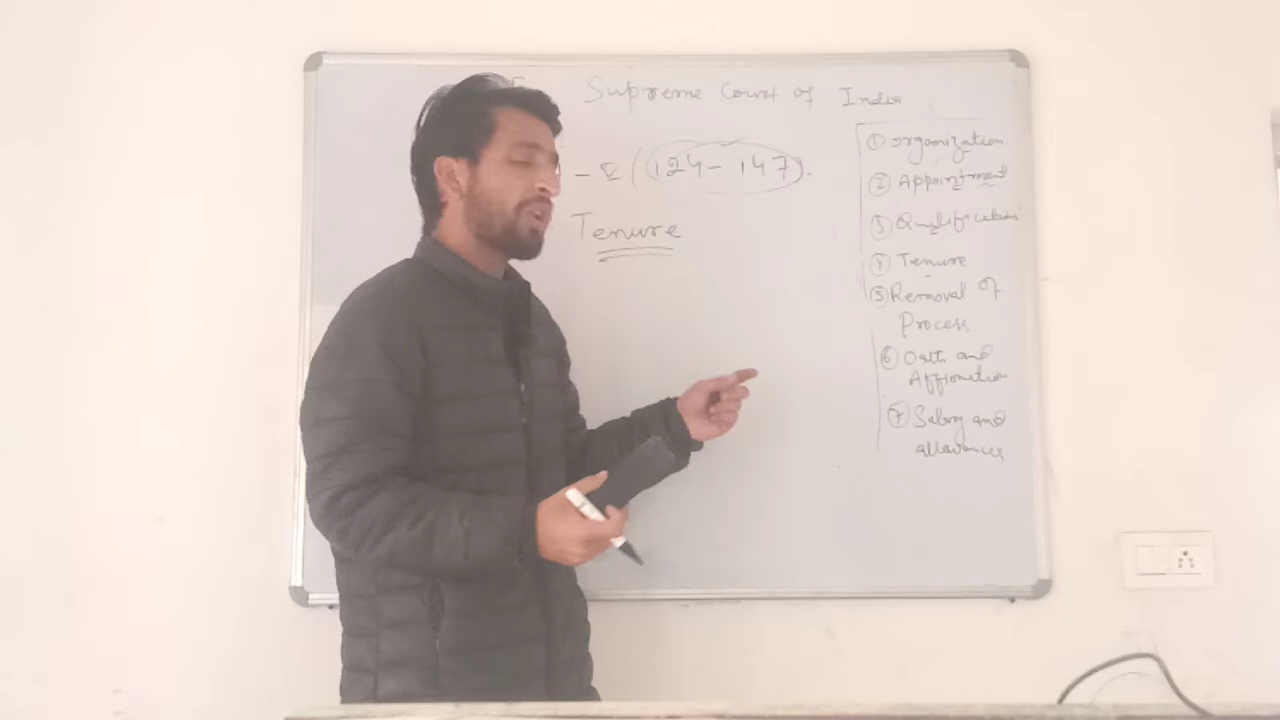 Supreme Court of India
- V (124 - 147).
Tenure
① Organization
② Appointment
③ Qualification
④ Tenure
⑤ Removal of
Process
⑥ Oath and
Affirmation
⑦ Salary and
allowances